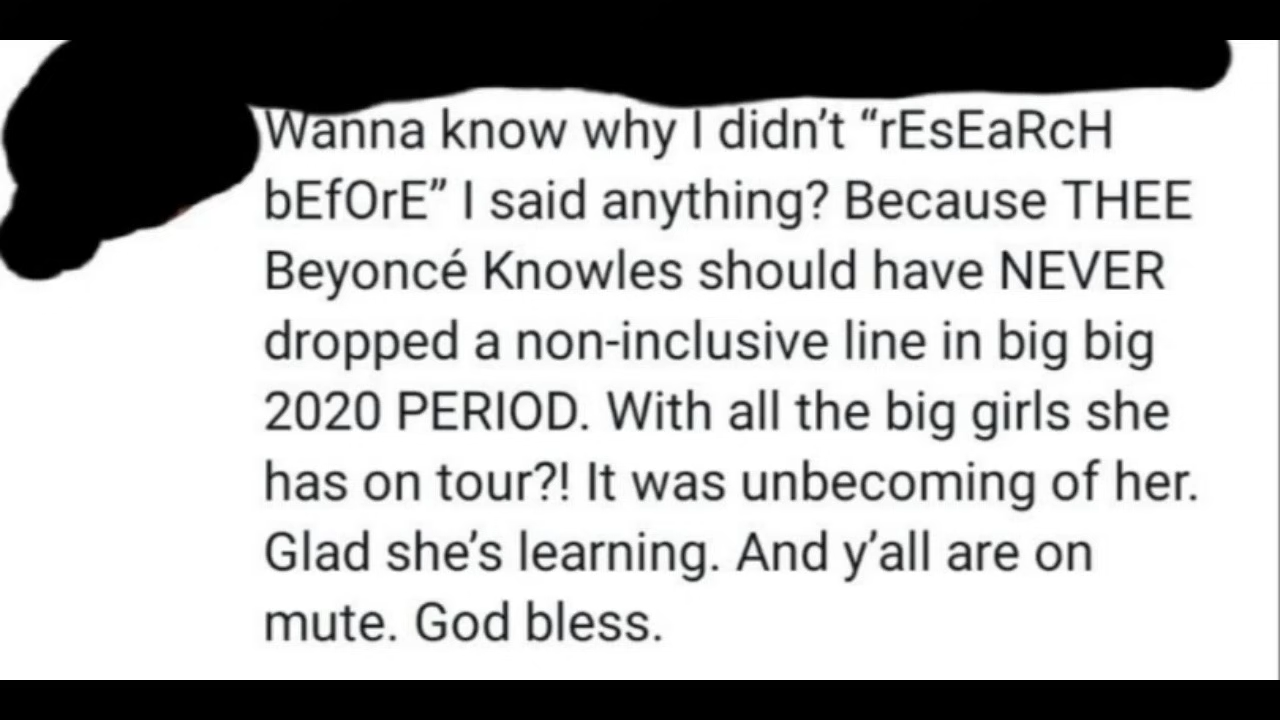 Wanna know why I didn’t “rEsEaRcH
bEfOrE” I said anything? Because THEE
Beyoncé Knowles should have NEVER
dropped a non-inclusive line in big big
2020 PERIOD. With all the big girls she
has on tour?! It was unbecoming of her.
Glad she’s learning. And y’all are on
mute. God bless.